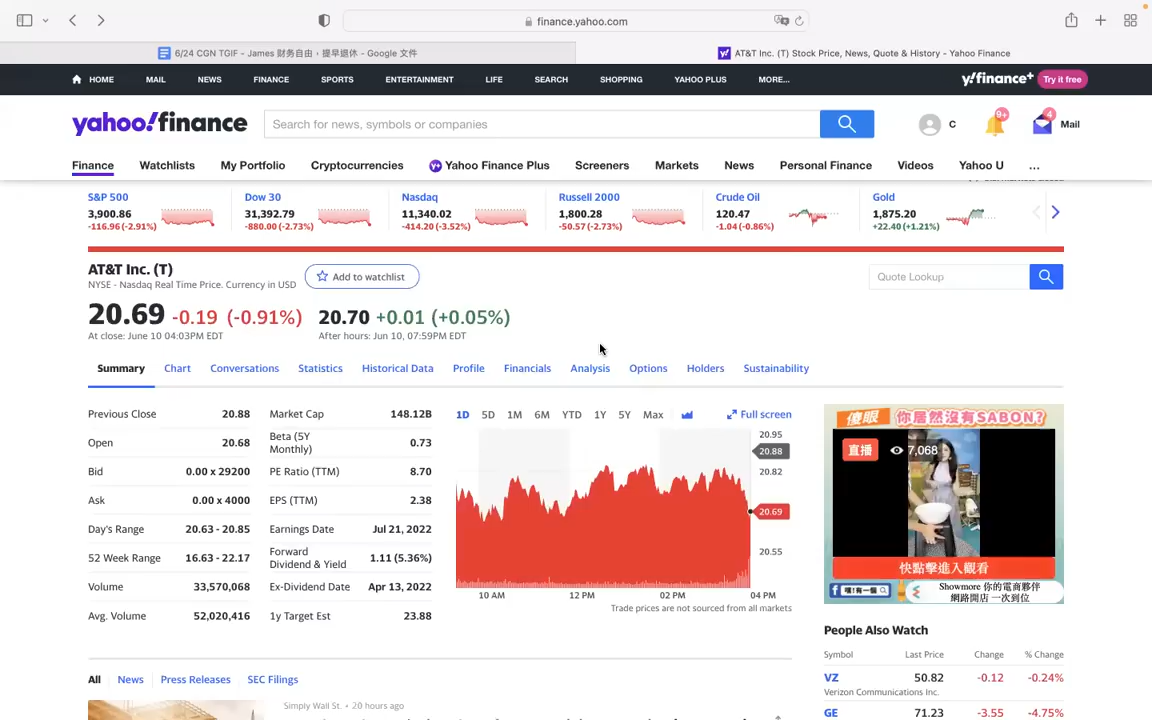 finance.yahoo.com
6/24 CGN TGIF - James 财务自由，提早退休 - Google 文件
AT&T Inc. (T) Stock Price, News, Quote & History - Yahoo Finance
HOME MAIL NEWS FINANCE SPORTS ENTERTAINMENT LIFE SEARCH SHOPPING YAHOO PLUS MORE... y!finance+ Try it free
yahoo!finance Search for news, symbols or companies C 9+ 4 Mail
Finance Watchlists My Portfolio Cryptocurrencies Yahoo Finance Plus Screeners Markets News Personal Finance Videos Yahoo U ...
S&P 500 Dow 30 Nasdaq Russell 2000 Crude Oil Gold
3,900.86 31,392.79 11,340.02 1,800.28 120.47 1,875.20
-116.96 (-2.91%) -880.00 (-2.73%) -414.20 (-3.52%) -50.57 (-2.73%) -1.04 (-0.86%) +22.40 (+1.21%)
AT&T Inc. (T) Add to watchlist Quote Lookup
NYSE - Nasdaq Real Time Price. Currency in USD
20.69 -0.19 (-0.91%) 20.70 +0.01 (+0.05%)
At close: June 10 04:03PM EDT After hours: Jun 10, 07:59PM EDT
Summary Chart Conversations Statistics Historical Data Profile Financials Analysis Options Holders Sustainability
Previous Close 20.88 Market Cap 148.12B
Open 20.68 Beta (5Y Monthly) 0.73
Bid 0.00 x 29200 PE Ratio (TTM) 8.70
Ask 0.00 x 4000 EPS (TTM) 2.38
Day's Range 20.63 - 20.85 Earnings Date Jul 21, 2022
52 Week Range 16.63 - 22.17 Forward Dividend & Yield 1.11 (5.36%)
Volume 33,570,068 Ex-Dividend Date Apr 13, 2022
Avg. Volume 52,020,416 1y Target Est 23.88
1D 5D 1M 6M YTD 1Y 5Y Max Full screen
20.95
20.88
20.82
20.69
20.55
10 AM 12 PM 02 PM 04 PM
Trade prices are not sourced from all markets
傻眼 你居然沒有SABON?
直播 7,068
快點擊進入觀看
嘖!有一套 Showmore 你的電商夥伴
網路開店 一次到位
People Also Watch
Symbol Last Price Change % Change
VZ 50.82 -0.12 -0.24%
Verizon Communications Inc.
GE 71.23 -3.55 -4.75%
All News Press Releases SEC Filings
Simply Wall St. • 20 hours ago